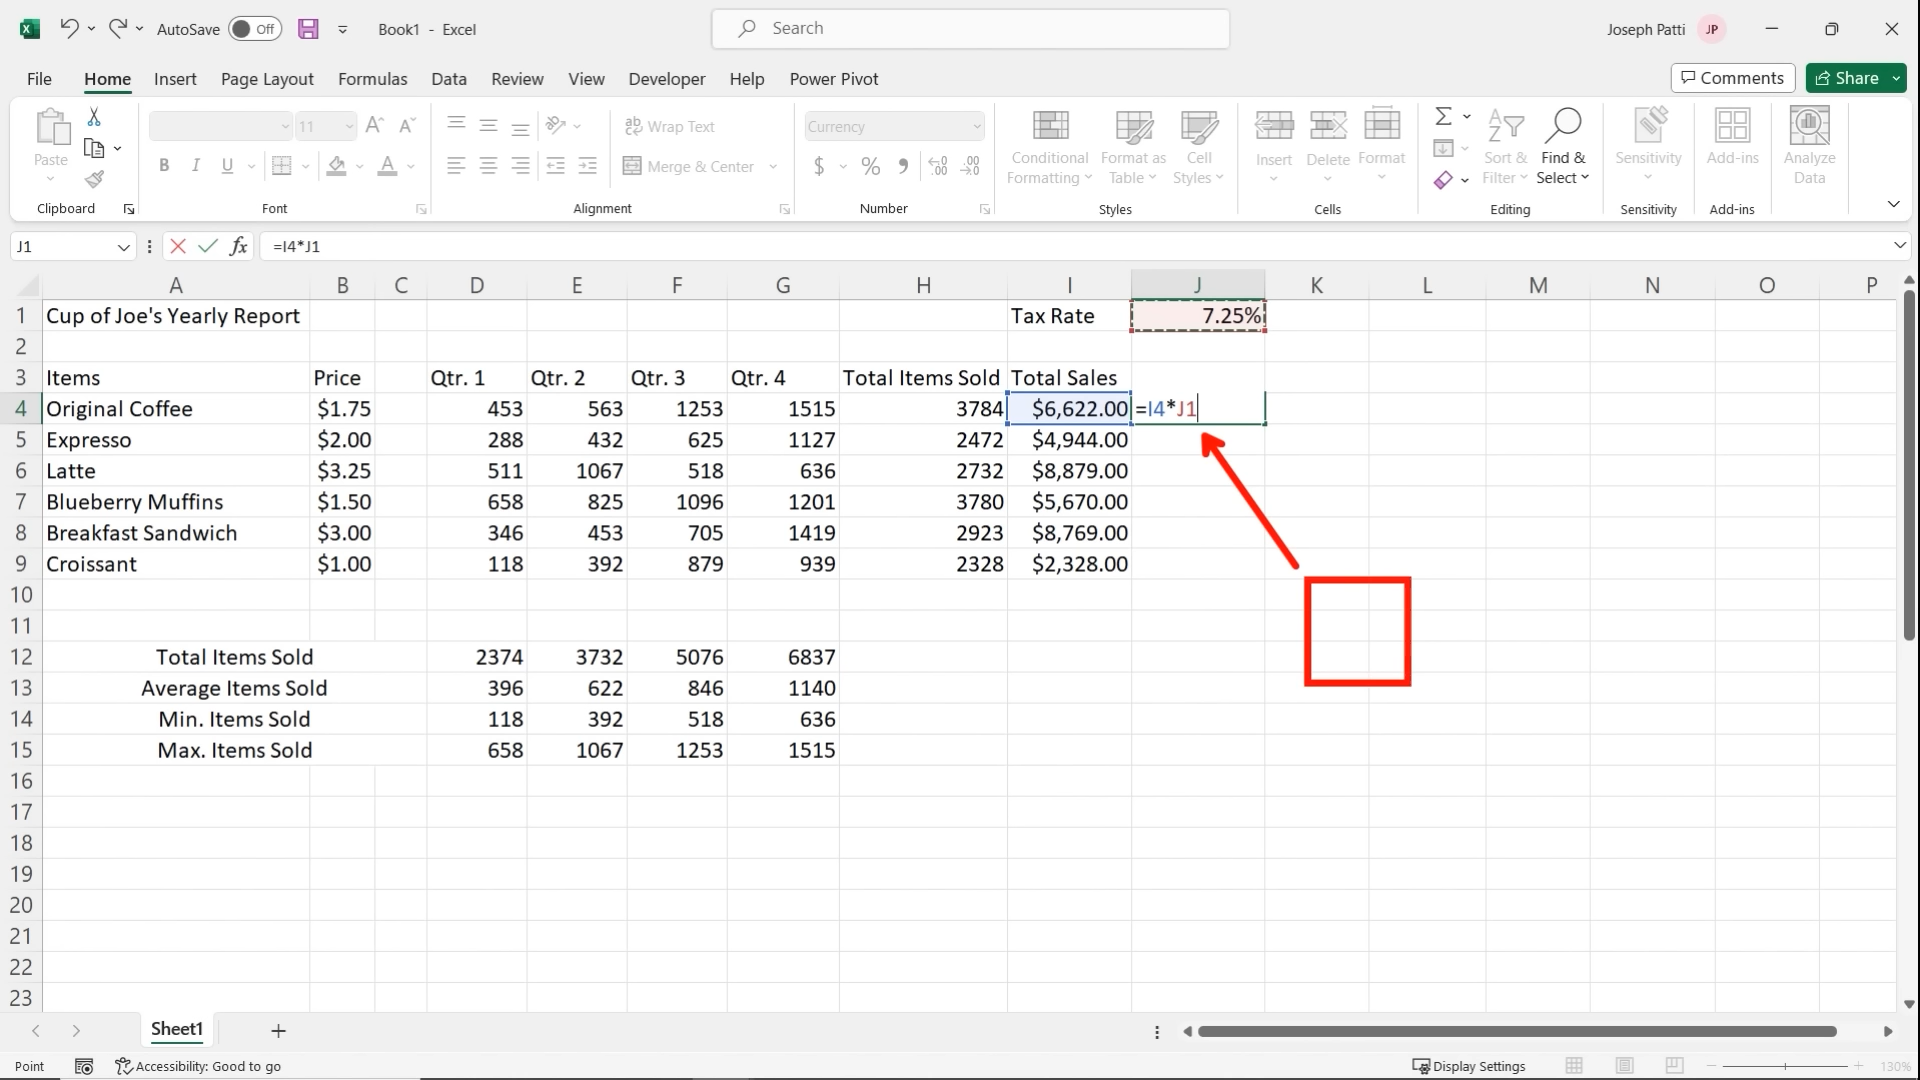 AutoSave Off Book1 - Excel Search Joseph Patti JP
File Home Insert Page Layout Formulas Data Review View Developer Help Power Pivot Comments Share
Paste
Clipboard
11
B I U
Font
Wrap Text
Merge & Center
Alignment
Currency
$ % 9
Number
Conditional Formatting
Format as Table
Cell Styles
Styles
Insert Delete Format
Cells
Sort & Filter
Find & Select
Editing
Sensitivity
Sensitivity
Add-ins
Add-ins
Analyze Data
J1 fx =I4*J1
A B C D E F G H I J K L M N O P
1 Cup of Joe's Yearly Report Tax Rate 7.25%
2
3 Items Price Qtr. 1 Qtr. 2 Qtr. 3 Qtr. 4 Total Items Sold Total Sales
4 Original Coffee $1.75 453 563 1253 1515 3784 $6,622.00 =I4*J1
5 Expresso $2.00 288 432 625 1127 2472 $4,944.00
6 Latte $3.25 511 1067 518 636 2732 $8,879.00
7 Blueberry Muffins $1.50 658 825 1096 1201 3780 $5,670.00
8 Breakfast Sandwich $3.00 346 453 705 1419 2923 $8,769.00
9 Croissant $1.00 118 392 879 939 2328 $2,328.00
10
11
12 Total Items Sold 2374 3732 5076 6837
13 Average Items Sold 396 622 846 1140
14 Min. Items Sold 118 392 518 636
15 Max. Items Sold 658 1067 1253 1515
16
17
18
19
20
21
22
23
Sheet1
Point Accessibility: Good to go Display Settings 130%